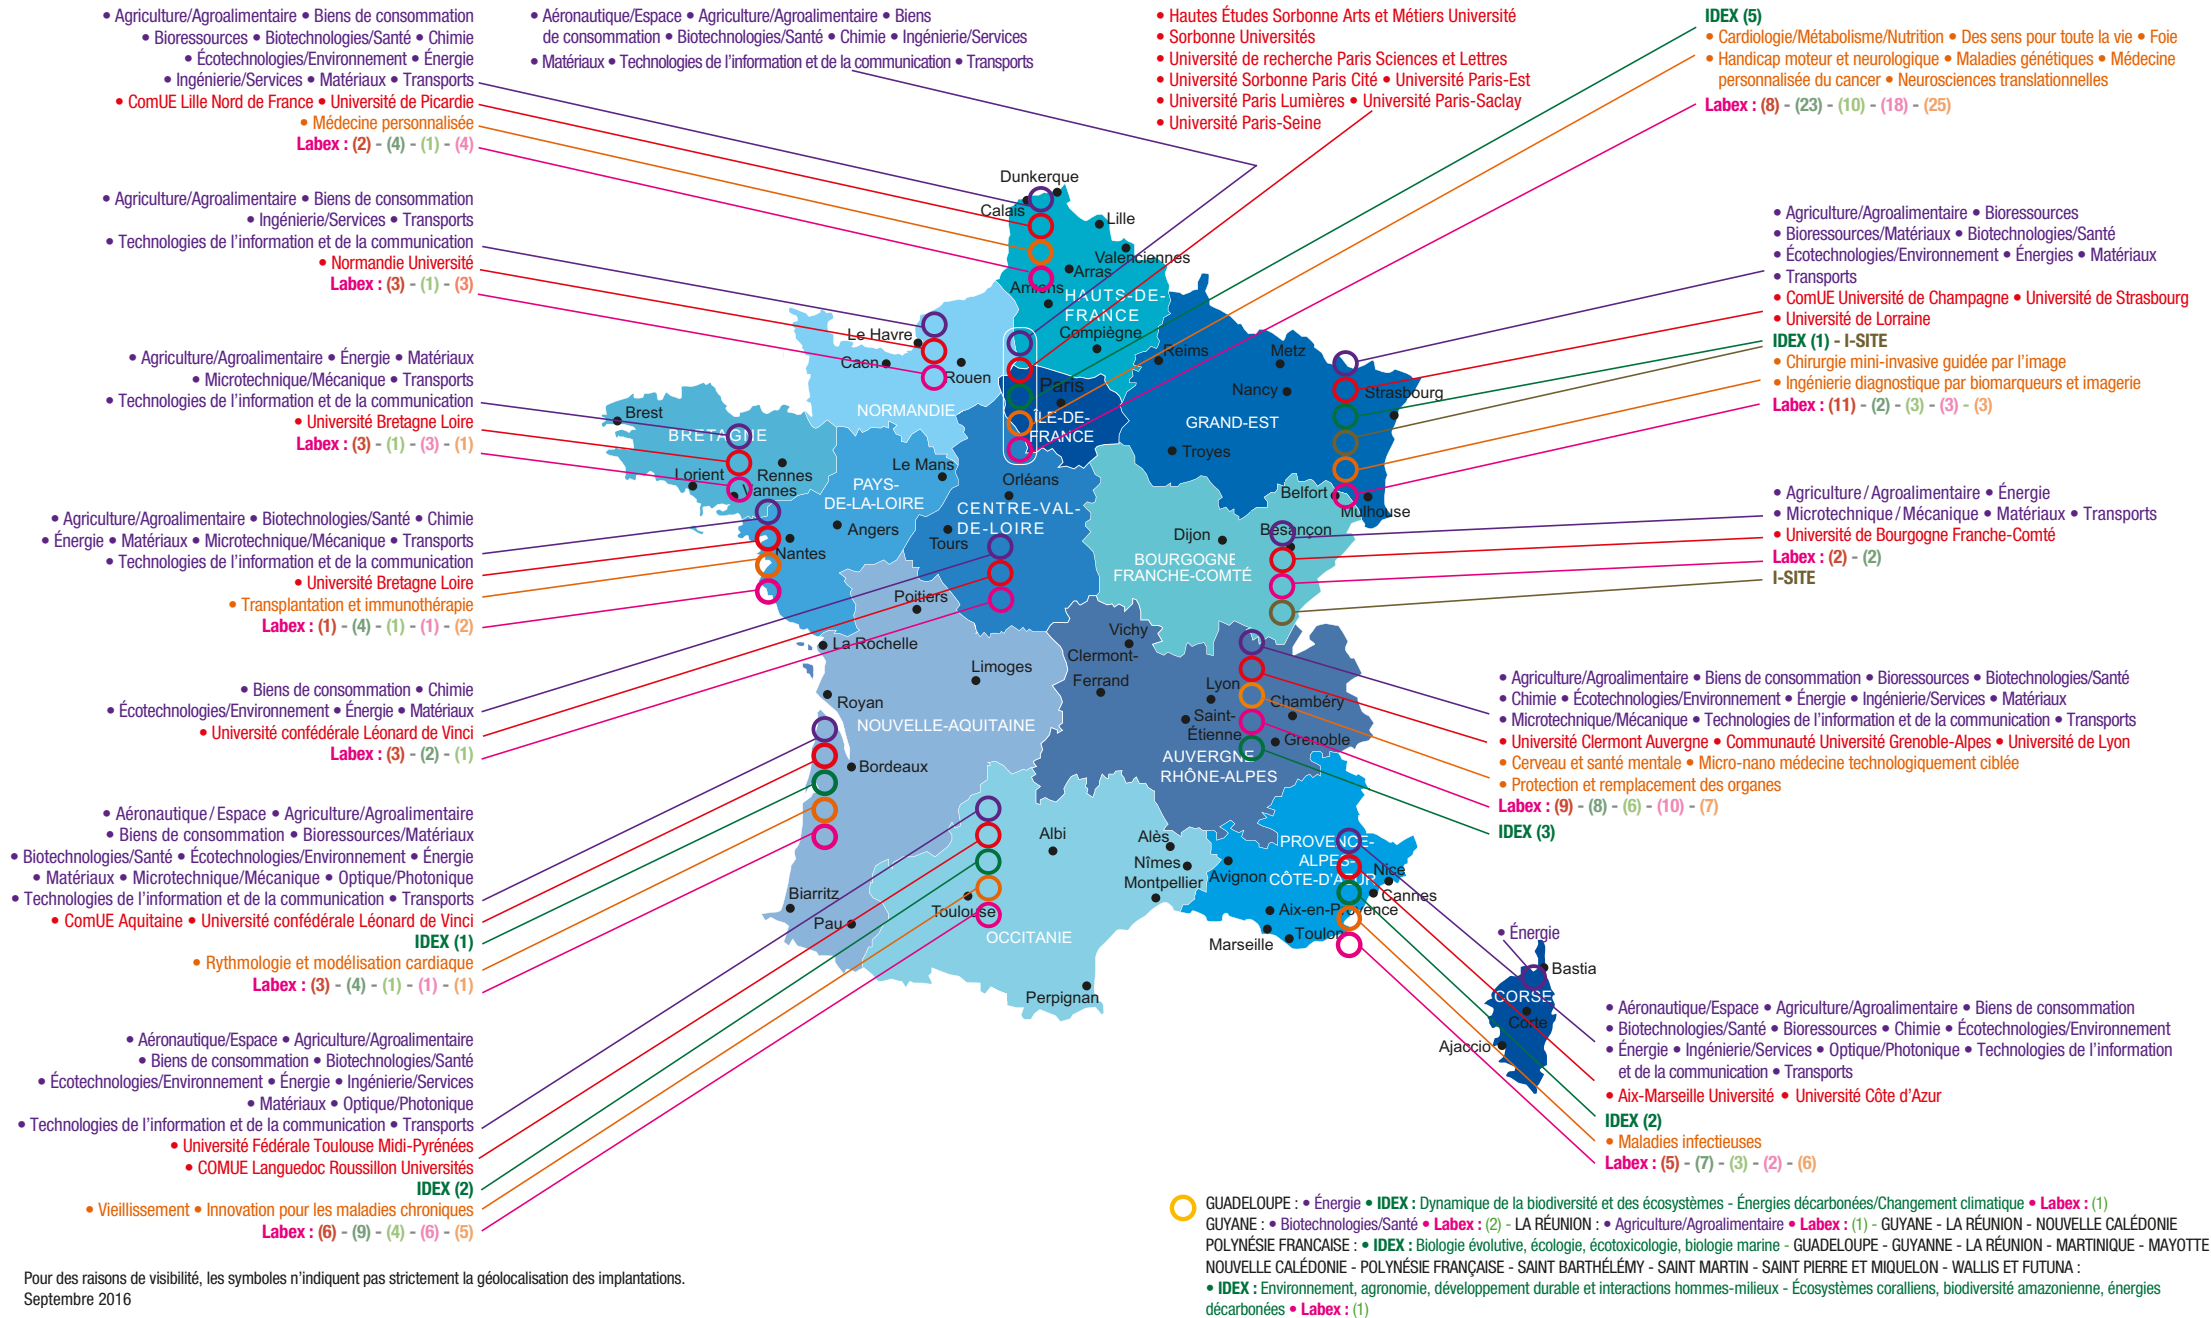 • Agriculture/Agroalimentaire • Biens de consommation
• Bioressources • Biotechnologies/Santé • Chimie
• Écotechnologies/Environnement • Énergie
• Ingénierie/Services • Matériaux • Transports
• ComUE Lille Nord de France • Université de Picardie
• Médecine personnalisée
Labex : (2) - (4) - (1) - (4)
• Aéronautique/Espace • Agriculture/Agroalimentaire • Biens
de consommation • Biotechnologies/Santé • Chimie • Ingénierie/Services
• Matériaux • Technologies de l'information et de la communication • Transports
• Hautes Études Sorbonne Arts et Métiers Université
• Sorbonne Universités
• Université de recherche Paris Sciences et Lettres
• Université Sorbonne Paris Cité • Université Paris-Est
• Université Paris Lumières • Université Paris-Saclay
• Université Paris-Seine
IDEX (5)
• Cardiologie/Métabolisme/Nutrition • Des sens pour toute la vie • Foie
• Handicap moteur et neurologique • Maladies génétiques • Médecine
personnalisée du cancer • Neurosciences translationnelles
Labex : (8) - (23) - (10) - (18) - (25)
• Agriculture/Agroalimentaire • Biens de consommation
• Ingénierie/Services • Transports
• Technologies de l'information et de la communication
• Normandie Université
Labex : (3) - (1) - (3)
• Agriculture/Agroalimentaire • Énergie • Matériaux
• Microtechnique/Mécanique • Transports
• Technologies de l'information et de la communication
• Université Bretagne Loire
Labex : (3) - (1) - (3) - (1)
• Agriculture/Agroalimentaire • Biotechnologies/Santé • Chimie
• Énergie • Matériaux • Microtechnique/Mécanique • Transports
• Technologies de l'information et de la communication
• Université Bretagne Loire
• Transplantation et immunothérapie
Labex : (1) - (4) - (1) - (1) - (2)
• Biens de consommation • Chimie
• Écotechnologies/Environnement • Énergie • Matériaux
• Université confédérale Léonard de Vinci
Labex : (3) - (2) - (1)
• Aéronautique/Espace • Agriculture/Agroalimentaire
• Biens de consommation • Bioressources/Matériaux
• Biotechnologies/Santé • Écotechnologies/Environnement • Énergie
• Matériaux • Microtechnique/Mécanique • Optique/Photonique
• Technologies de l'information et de la communication • Transports
• ComUE Aquitaine • Université confédérale Léonard de Vinci
IDEX (1)
• Rythmologie et modélisation cardiaque
Labex : (3) - (4) - (1) - (1) - (1)
• Aéronautique/Espace • Agriculture/Agroalimentaire
• Biens de consommation • Biotechnologies/Santé
• Écotechnologies/Environnement • Énergie • Ingénierie/Services
• Matériaux • Optique/Photonique
• Technologies de l'information et de la communication • Transports
• Université Fédérale Toulouse Midi-Pyrénées
• COMUE Languedoc Roussillon Universités
IDEX (2)
• Vieillissement • Innovation pour les maladies chroniques
Labex : (6) - (9) - (4) - (6) - (5)
Dunkerque
Calais
Lille
Valenciennes
Arras
Amiens
HAUTS-DE-
FRANCE
Compiègne
Le Havre
Caen
Rouen
NORMANDIE
Paris
ÎLE-DE-
FRANCE
Reims
Metz
Nancy
Strasbourg
GRAND-EST
Troyes
Brest
BRETAGNE
Lorient
Rennes
Vannes
Le Mans
PAYS-
DE-LA-LOIRE
Angers
Nantes
Orléans
CENTRE-VAL-
DE-LOIRE
Tours
Belfort
Mulhouse
Dijon
Besançon
BOURGOGNE
FRANCHE-COMTÉ
Poitiers
La Rochelle
Limoges
Royan
NOUVELLE-AQUITAINE
Bordeaux
Biarritz
Pau
Vichy
Clermont-
Ferrand
Lyon
Chambéry
Saint-
Étienne
Grenoble
AUVERGNE
RHÔNE-ALPES
Albi
Alès
Nîmes
Montpellier
Toulouse
OCCITANIE
Perpignan
PROVENCE-
ALPES-
CÔTE-D'AZUR
Avignon
Nice
Cannes
Aix-en-Provence
Marseille
Toulon
• Énergie
Bastia
CORSE
Corte
Ajaccio
• Agriculture/Agroalimentaire • Bioressources
• Bioressources/Matériaux • Biotechnologies/Santé
• Écotechnologies/Environnement • Énergies • Matériaux
• Transports
• ComUE Université de Champagne • Université de Strasbourg
• Université de Lorraine
IDEX (1) - I-SITE
• Chirurgie mini-invasive guidée par l'image
• Ingénierie diagnostique par biomarqueurs et imagerie
Labex : (11) - (2) - (3) - (3) - (3)
• Agriculture/Agroalimentaire • Énergie
• Microtechnique/Mécanique • Matériaux • Transports
• Université de Bourgogne Franche-Comté
Labex : (2) - (2)
I-SITE
• Agriculture/Agroalimentaire • Biens de consommation • Bioressources • Biotechnologies/Santé
• Chimie • Écotechnologies/Environnement • Énergie • Ingénierie/Services • Matériaux
• Microtechnique/Mécanique • Technologies de l'information et de la communication • Transports
• Université Clermont Auvergne • Communauté Université Grenoble-Alpes • Université de Lyon
• Cerveau et santé mentale • Micro-nano médecine technologiquement ciblée
• Protection et remplacement des organes
Labex : (9) - (8) - (6) - (10) - (7)
IDEX (3)
• Aéronautique/Espace • Agriculture/Agroalimentaire • Biens de consommation
• Biotechnologies/Santé • Bioressources • Chimie • Écotechnologies/Environnement
• Énergie • Ingénierie/Services • Optique/Photonique • Technologies de l'information
et de la communication • Transports
• Aix-Marseille Université • Université Côte d'Azur
IDEX (2)
• Maladies infectieuses
Labex : (5) - (7) - (3) - (2) - (6)
GUADELOUPE : • Énergie • IDEX : Dynamique de la biodiversité et des écosystèmes - Énergies décarbonées/Changement climatique • Labex : (1)
GUYANE : • Biotechnologies/Santé • Labex : (2) - LA RÉUNION : • Agriculture/Agroalimentaire • Labex : (1) - GUYANE - LA RÉUNION - NOUVELLE CALÉDONIE
POLYNÉSIE FRANCAISE : • IDEX : Biologie évolutive, écologie, écotoxicologie, biologie marine - GUADELOUPE - GUYANNE - LA RÉUNION - MARTINIQUE - MAYOTTE
NOUVELLE CALÉDONIE - POLYNÉSIE FRANÇAISE - SAINT BARTHÉLÉMY - SAINT MARTIN - SAINT PIERRE ET MIQUELON - WALLIS ET FUTUNA :
• IDEX : Environnement, agronomie, développement durable et interactions hommes-milieux - Écosystèmes coralliens, biodiversité amazonienne, énergies
décarbonées • Labex : (1)
Pour des raisons de visibilité, les symboles n'indiquent pas strictement la géolocalisation des implantations.
Septembre 2016